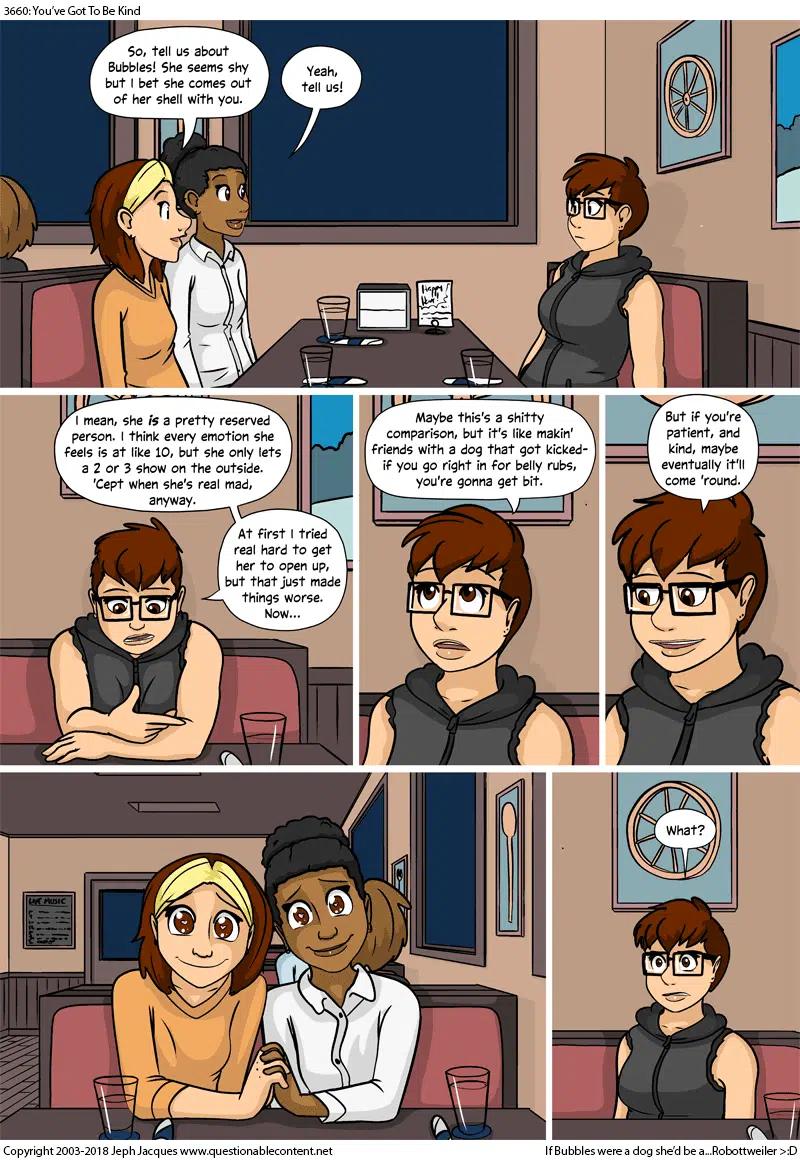 3660: You've Got To Be Kind
So, tell us about
Bubbles! She seems shy
but I bet she comes out
of her shell with you.
Yeah,
tell us!
Happy
Hour!
I mean, she is a pretty reserved
person. I think every emotion she
feels is at like 10, but she only lets
a 2 or 3 show on the outside.
'Cept when she's real mad,
anyway.
At first I tried
real hard to get
her to open up,
but that just made
things worse.
Now...
Maybe this's a shitty
comparison, but it's like makin'
friends with a dog that got kicked-
if you go right in for belly rubs,
you're gonna get bit.
But if you're
patient, and
kind, maybe
eventually it'll
come 'round.
LIVE MUSIC
What?
Copyright 2003-2018 Jeph Jacques www.questionablecontent.net
If Bubbles were a dog she'd be a...Robottweiler >:D